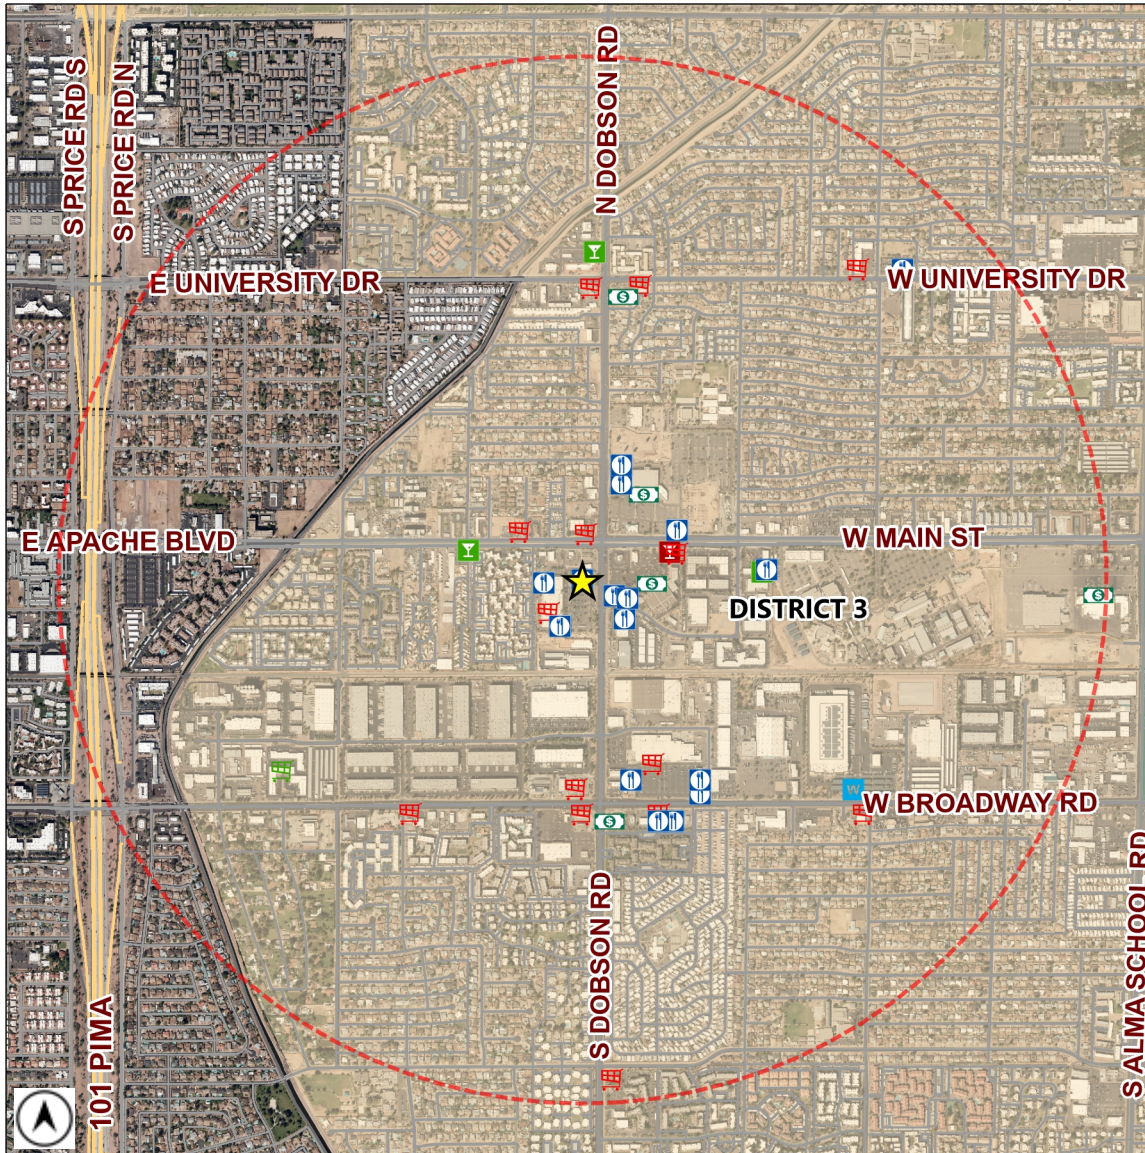 S PRICE RD S
S PRICE RD N
N DOBSON RD
E UNIVERSITY DR
W UNIVERSITY DR
$
$
E APACHE BLVD
W MAIN ST
$
$
DISTRICT 3
W
W BROADWAY RD
$
S DOBSON RD
S ALMA SCHOOL RD
101 PIMA